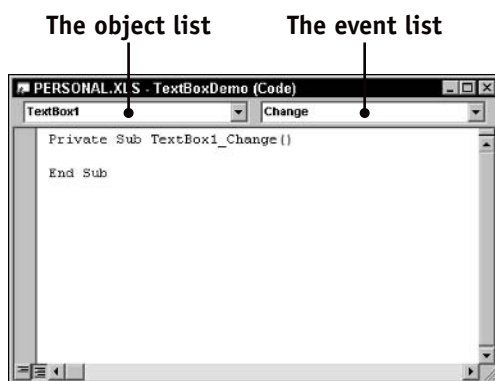 The object list The event list
PERSONAL.XLS - TextBoxDemo (Code)
TextBox1 Change
Private Sub TextBox1_Change()
End Sub